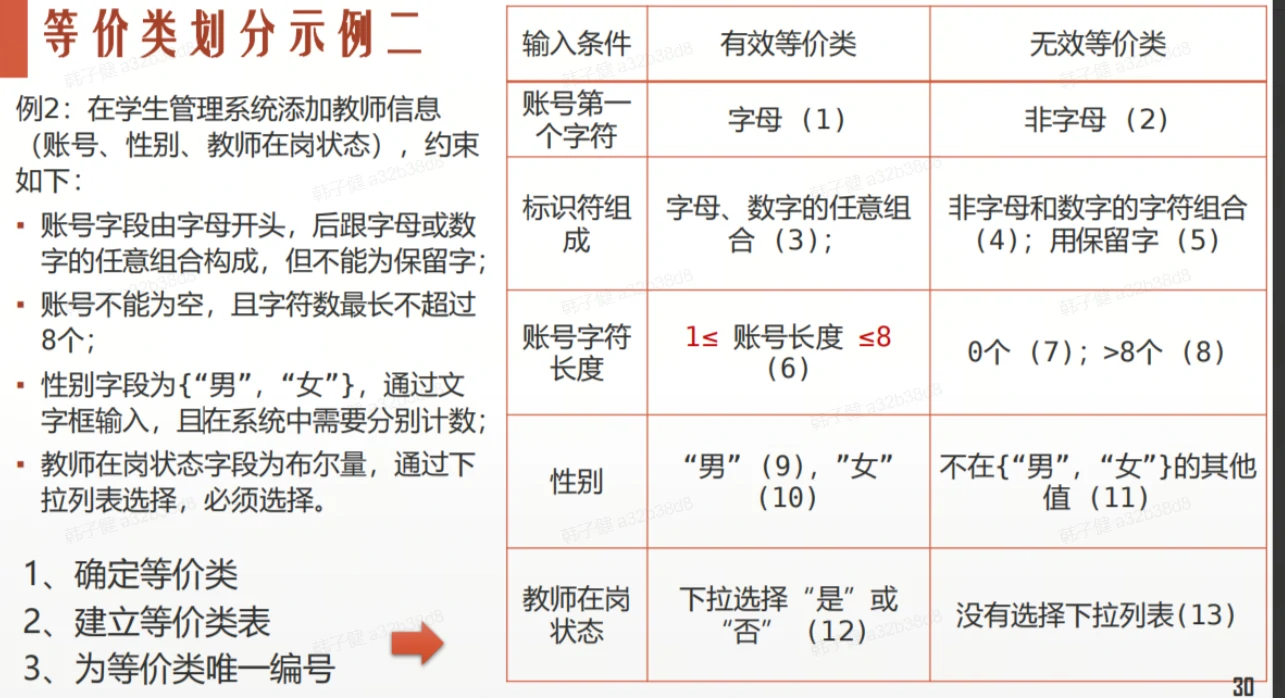 等价类划分示例二
例2：在学生管理系统添加教师信息
（账号、性别、教师在岗状态），约束
如下：
▪ 账号字段由字母开头，后跟字母或数
字的任意组合构成，但不能为保留字；
▪ 账号不能为空，且字符数最长不超过
8个；
▪ 性别字段为{“男”，“女”}，通过文
字框输入，且在系统中需要分别计数；
▪ 教师在岗状态字段为布尔量，通过下
拉列表选择，必须选择。
1、确定等价类
2、建立等价类表
3、为等价类唯一编号
输入条件 有效等价类 无效等价类
账号第一
个字符
字母 （1）
非字母 （2）
标识符组
成
字母、数字的任意组
合 （3）；
非字母和数字的字符组合
（4）；用保留字 （5）
账号字符
长度
1≤ 账号长度 ≤8
（6）
0个 （7）；>8个 （8）
性别
“男” （9），”女”
（10）
不在{“男”，“女”}的其他
值 （11）
教师在岗
状态
下拉选择 “是” 或
“否” （12）
没有选择下拉列表(13)
30
韩子健 a32b38d8